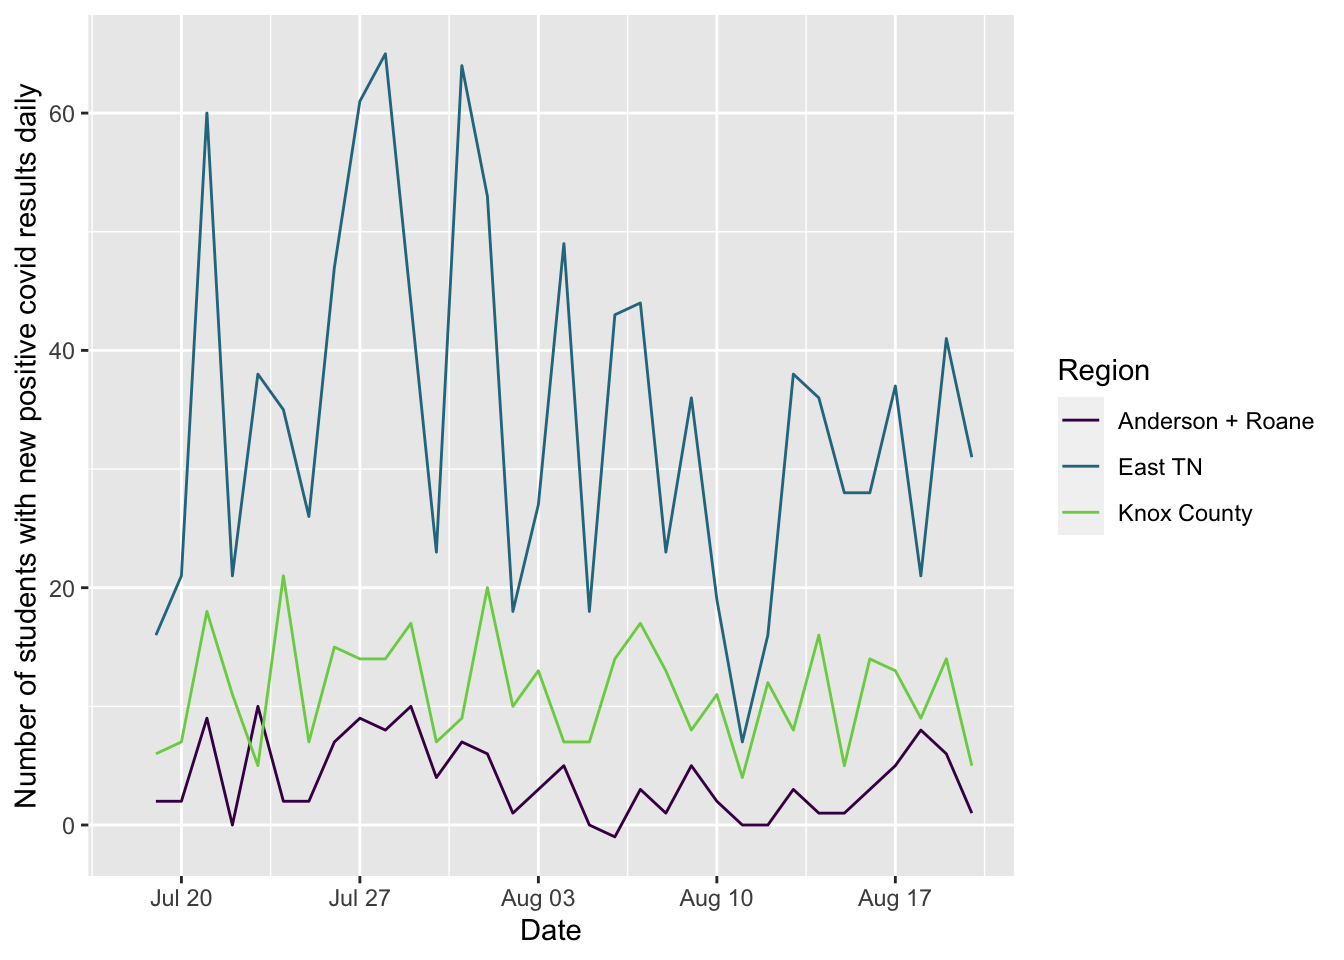 Number of students with new positive covid results daily
60
40
20
0
Jul 20
Jul 27
Aug 03
Aug 10
Aug 17
Date
Region
Anderson + Roane
East TN
Knox County